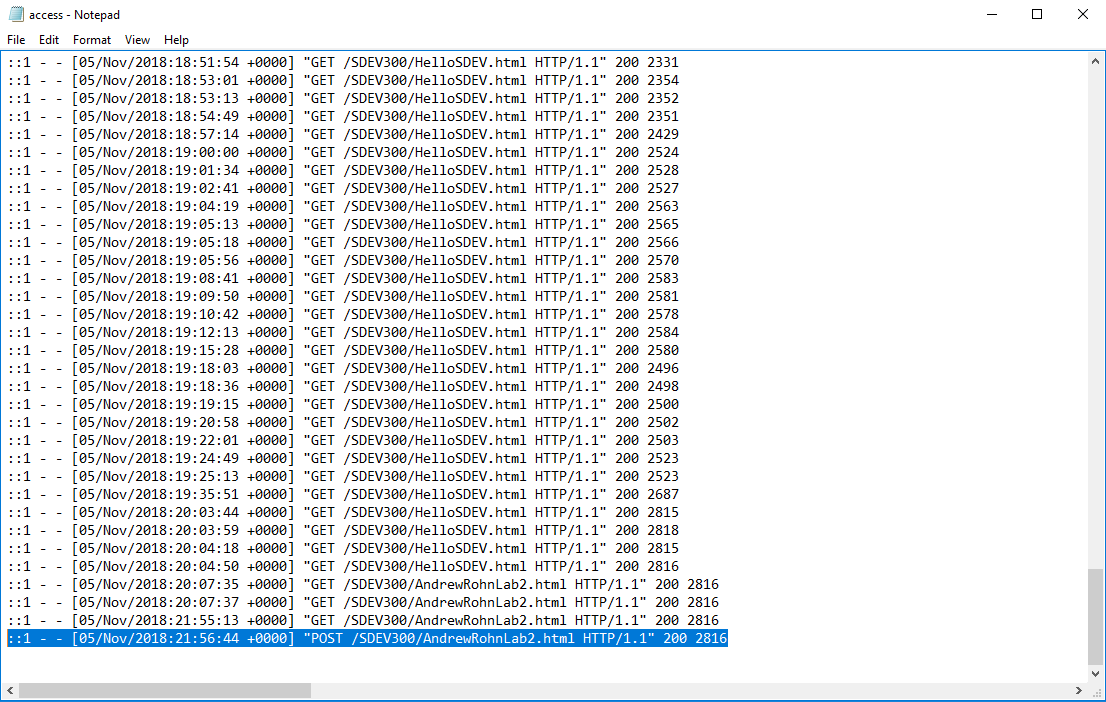 access - Notepad
File Edit Format View Help
::1 - - [05/Nov/2018:18:51:54 +0000] "GET /SDEV300/HelloSDEV.html HTTP/1.1" 200 2331
::1 - - [05/Nov/2018:18:53:01 +0000] "GET /SDEV300/HelloSDEV.html HTTP/1.1" 200 2354
::1 - - [05/Nov/2018:18:53:13 +0000] "GET /SDEV300/HelloSDEV.html HTTP/1.1" 200 2352
::1 - - [05/Nov/2018:18:54:49 +0000] "GET /SDEV300/HelloSDEV.html HTTP/1.1" 200 2351
::1 - - [05/Nov/2018:18:57:14 +0000] "GET /SDEV300/HelloSDEV.html HTTP/1.1" 200 2429
::1 - - [05/Nov/2018:19:00:00 +0000] "GET /SDEV300/HelloSDEV.html HTTP/1.1" 200 2524
::1 - - [05/Nov/2018:19:01:34 +0000] "GET /SDEV300/HelloSDEV.html HTTP/1.1" 200 2528
::1 - - [05/Nov/2018:19:02:41 +0000] "GET /SDEV300/HelloSDEV.html HTTP/1.1" 200 2527
::1 - - [05/Nov/2018:19:04:19 +0000] "GET /SDEV300/HelloSDEV.html HTTP/1.1" 200 2563
::1 - - [05/Nov/2018:19:05:13 +0000] "GET /SDEV300/HelloSDEV.html HTTP/1.1" 200 2565
::1 - - [05/Nov/2018:19:05:18 +0000] "GET /SDEV300/HelloSDEV.html HTTP/1.1" 200 2566
::1 - - [05/Nov/2018:19:05:56 +0000] "GET /SDEV300/HelloSDEV.html HTTP/1.1" 200 2570
::1 - - [05/Nov/2018:19:08:41 +0000] "GET /SDEV300/HelloSDEV.html HTTP/1.1" 200 2583
::1 - - [05/Nov/2018:19:09:50 +0000] "GET /SDEV300/HelloSDEV.html HTTP/1.1" 200 2581
::1 - - [05/Nov/2018:19:10:42 +0000] "GET /SDEV300/HelloSDEV.html HTTP/1.1" 200 2578
::1 - - [05/Nov/2018:19:12:13 +0000] "GET /SDEV300/HelloSDEV.html HTTP/1.1" 200 2584
::1 - - [05/Nov/2018:19:15:28 +0000] "GET /SDEV300/HelloSDEV.html HTTP/1.1" 200 2580
::1 - - [05/Nov/2018:19:18:03 +0000] "GET /SDEV300/HelloSDEV.html HTTP/1.1" 200 2496
::1 - - [05/Nov/2018:19:18:36 +0000] "GET /SDEV300/HelloSDEV.html HTTP/1.1" 200 2498
::1 - - [05/Nov/2018:19:19:15 +0000] "GET /SDEV300/HelloSDEV.html HTTP/1.1" 200 2500
::1 - - [05/Nov/2018:19:20:58 +0000] "GET /SDEV300/HelloSDEV.html HTTP/1.1" 200 2502
::1 - - [05/Nov/2018:19:22:01 +0000] "GET /SDEV300/HelloSDEV.html HTTP/1.1" 200 2503
::1 - - [05/Nov/2018:19:24:49 +0000] "GET /SDEV300/HelloSDEV.html HTTP/1.1" 200 2523
::1 - - [05/Nov/2018:19:25:13 +0000] "GET /SDEV300/HelloSDEV.html HTTP/1.1" 200 2523
::1 - - [05/Nov/2018:19:35:51 +0000] "GET /SDEV300/HelloSDEV.html HTTP/1.1" 200 2687
::1 - - [05/Nov/2018:20:03:44 +0000] "GET /SDEV300/HelloSDEV.html HTTP/1.1" 200 2815
::1 - - [05/Nov/2018:20:03:59 +0000] "GET /SDEV300/HelloSDEV.html HTTP/1.1" 200 2818
::1 - - [05/Nov/2018:20:04:18 +0000] "GET /SDEV300/HelloSDEV.html HTTP/1.1" 200 2815
::1 - - [05/Nov/2018:20:04:50 +0000] "GET /SDEV300/HelloSDEV.html HTTP/1.1" 200 2816
::1 - - [05/Nov/2018:20:07:35 +0000] "GET /SDEV300/AndrewRohnLab2.html HTTP/1.1" 200 2816
::1 - - [05/Nov/2018:20:07:37 +0000] "GET /SDEV300/AndrewRohnLab2.html HTTP/1.1" 200 2816
::1 - - [05/Nov/2018:21:55:13 +0000] "GET /SDEV300/AndrewRohnLab2.html HTTP/1.1" 200 2816
::1 - - [05/Nov/2018:21:56:44 +0000] "POST /SDEV300/AndrewRohnLab2.html HTTP/1.1" 200 2816